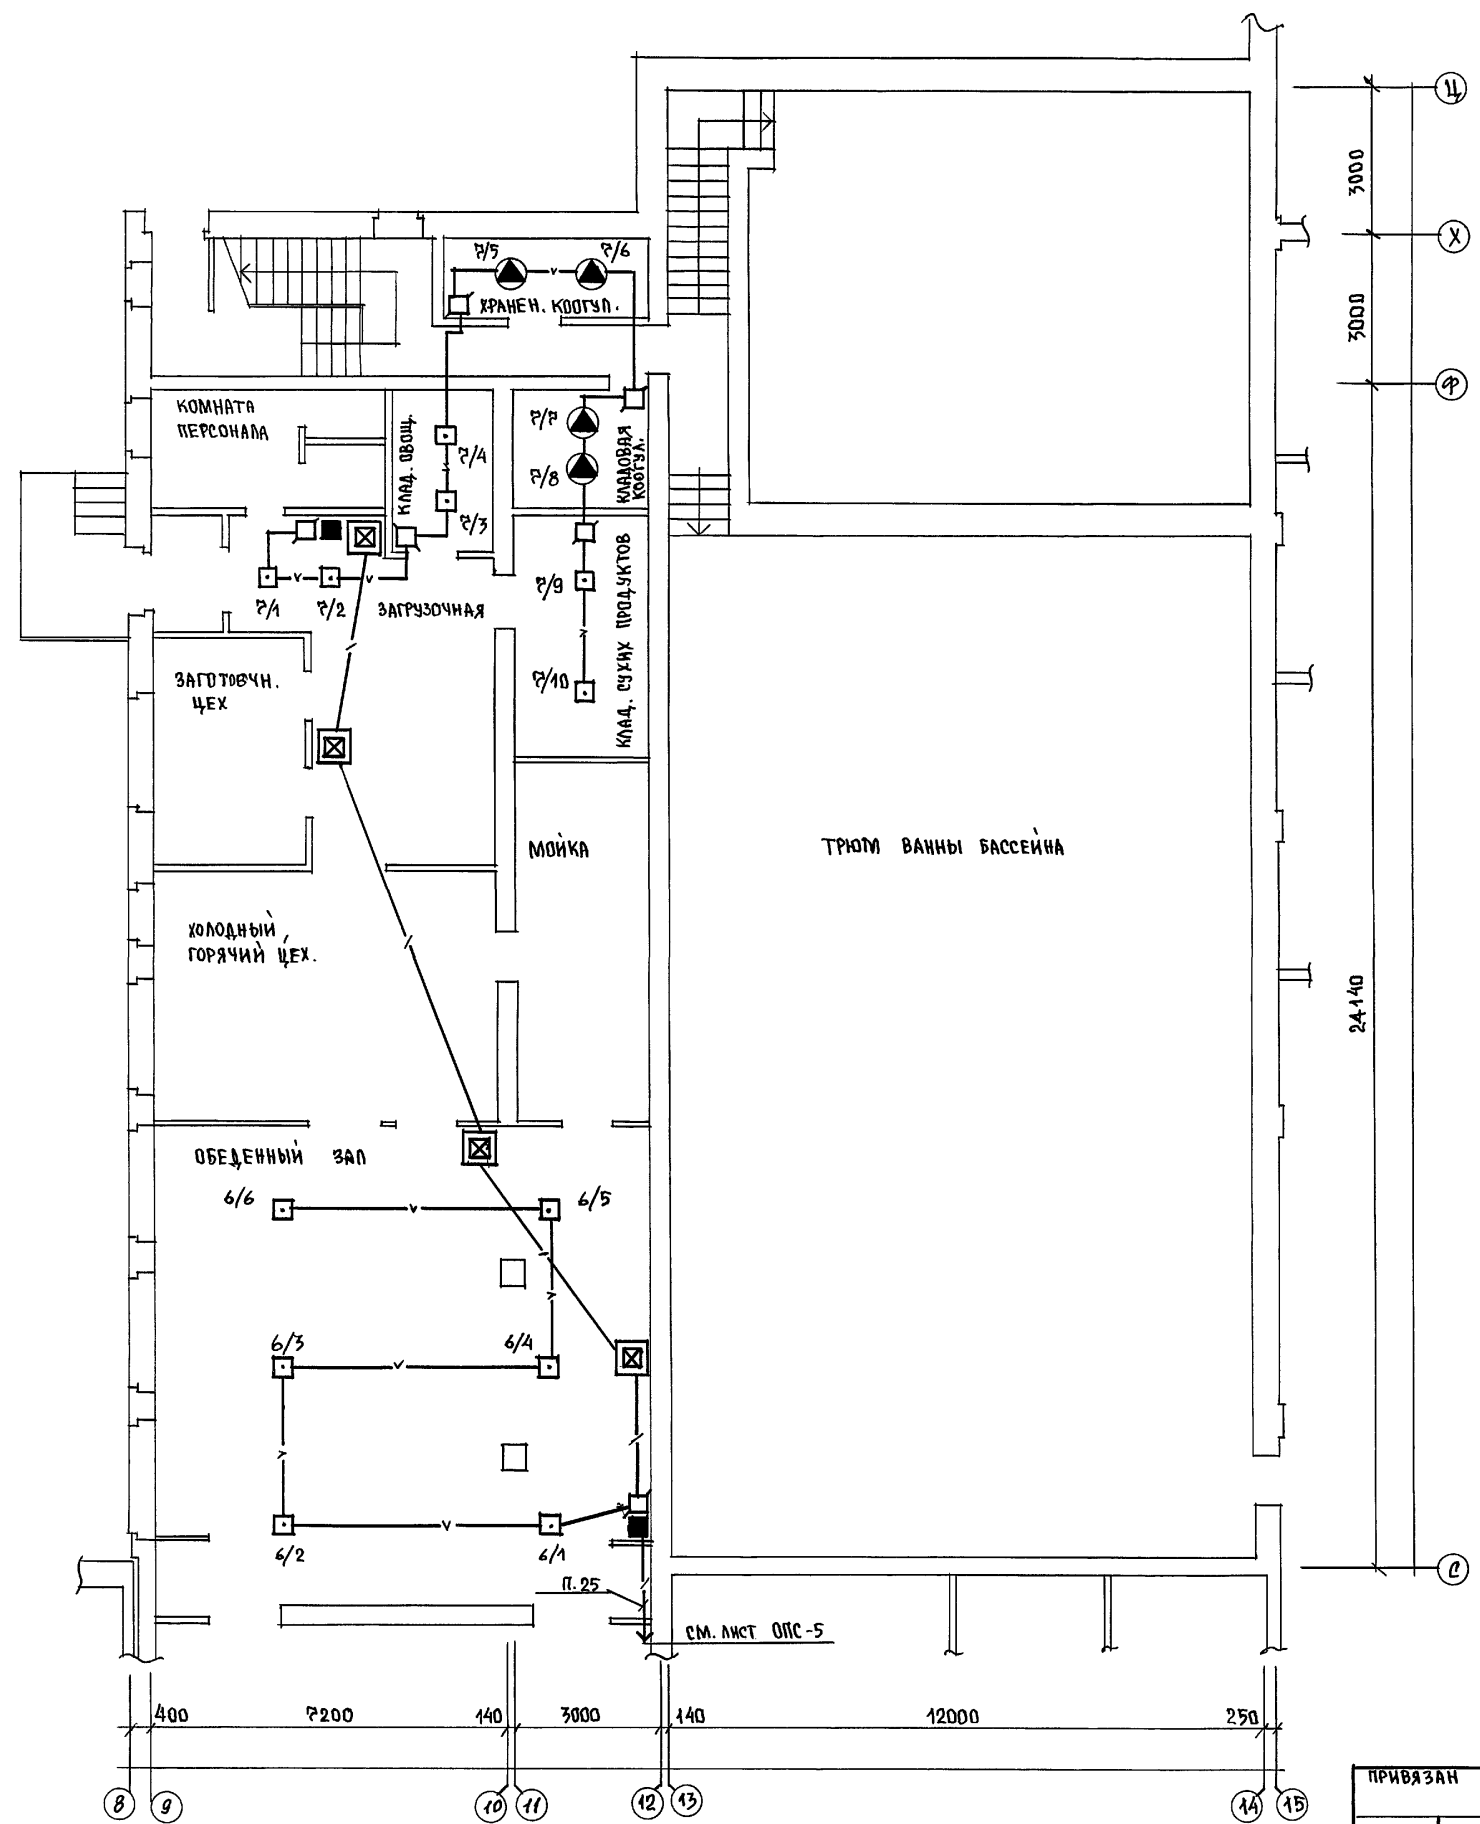 Ц
3000
Х
7/5
7/6
ХРАНЕН. КООГУЛ.
3000
Ф
КОМНАТА
ПЕРСОНАЛА
КЛАД. ОВОЩ.
7/4
7/3
7/7
7/8
КЛАДОВАЯ
КООГУЛ.
7/1
7/2
ЗАГРУЗОЧНАЯ
7/9
7/10
КЛАД. СУХИХ ПРОДУКТОВ
ЗАГОТОВЧН.
ЦЕХ
МОЙКА
ТРЮМ ВАННЫ БАССЕЙНА
ХОЛОДНЫЙ,
ГОРЯЧИЙ ЦЕХ.
24140
ОБЕДЕННЫЙ ЗАЛ
6/6
6/5
6/3
6/4
6/2
6/1
П.25
СМ. ЛИСТ ОПС-5
С
400
7200
140
3000
140
12000
250
8
9
10
11
12
13
14
15
ПРИВЯЗАН